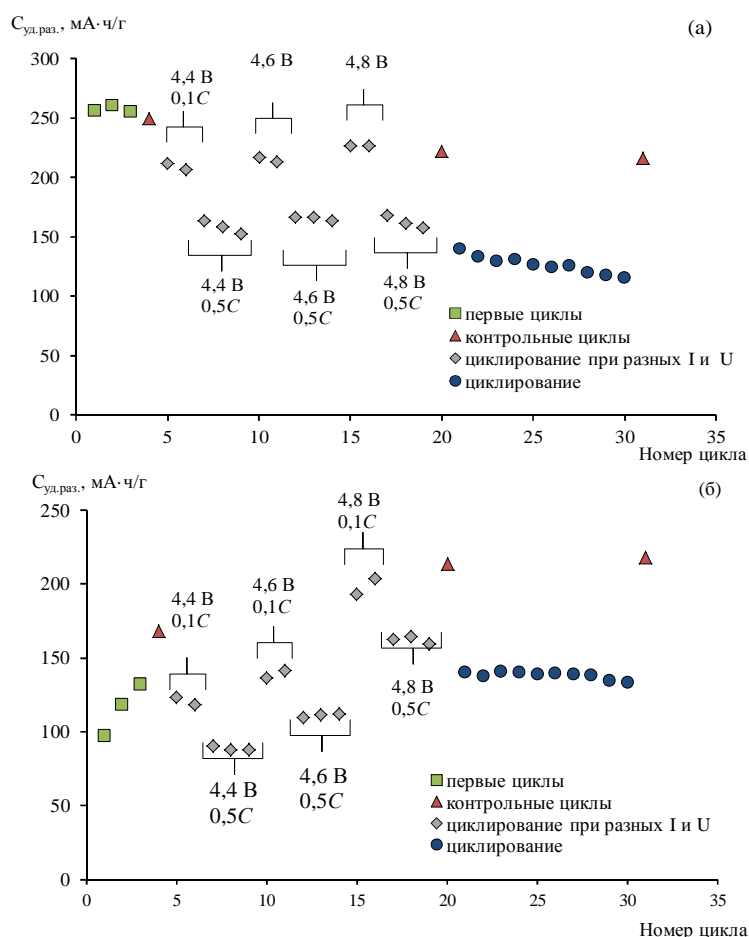 Cуд.раз., мА·ч/г
(а)
300
250
200
150
100
50
0
4,4 В
0,1C
4,6 В
4,8 В
4,4 В
0,5C
4,6 В
0,5C
4,8 В
0,5C
первые циклы
контрольные циклы
циклирование при разных I и U
циклирование
0 5 10 15 20 25 30 35
Номер цикла
Cуд.раз., мА·ч/г
(б)
250
200
150
100
50
0
4,4 В
0,1C
4,6 В
0,1C
4,8 В
0,1C
4,4 В
0,5C
4,6 В
0,5C
4,8 В
0,5C
первые циклы
контрольные циклы
циклирование при разных I и U
циклирование
0 5 10 15 20 25 30 35
Номер цикла